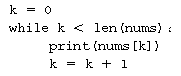 k = 0
while k < len(nums):
    print(nums[k])
    k = k + 1